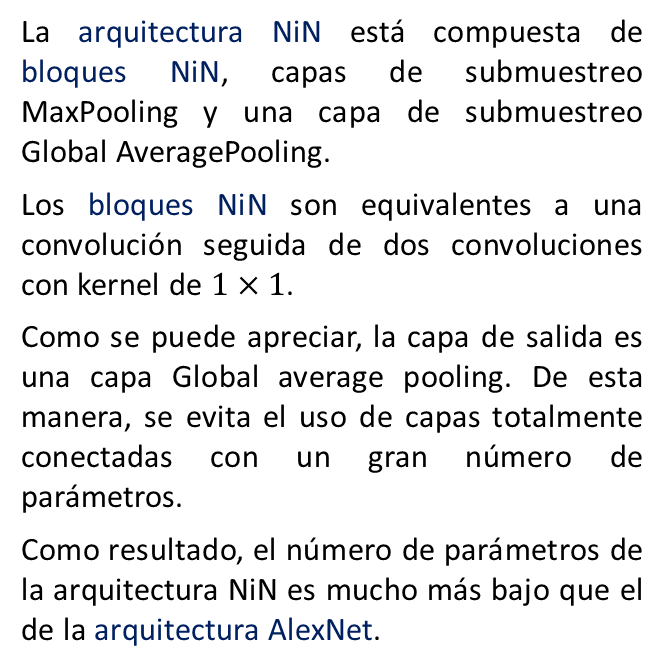 La arquitectura NiN está compuesta de
bloques NiN, capas de submuestreo
MaxPooling y una capa de submuestreo
Global AveragePooling.
Los bloques NiN son equivalentes a una
convolución seguida de dos convoluciones
con kernel de 1 × 1.
Como se puede apreciar, la capa de salida es
una capa Global average pooling. De esta
manera, se evita el uso de capas totalmente
conectadas con un gran número de
parámetros.
Como resultado, el número de parámetros de
la arquitectura NiN es mucho más bajo que el
de la arquitectura AlexNet.